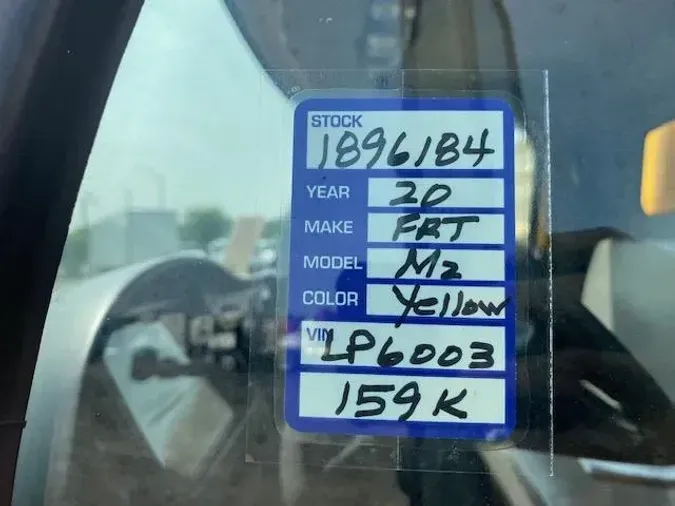 STOCK
1896184
YEAR 20
MAKE FRT
MODEL M2
COLOR Yellow
VIN
LP6003
159K